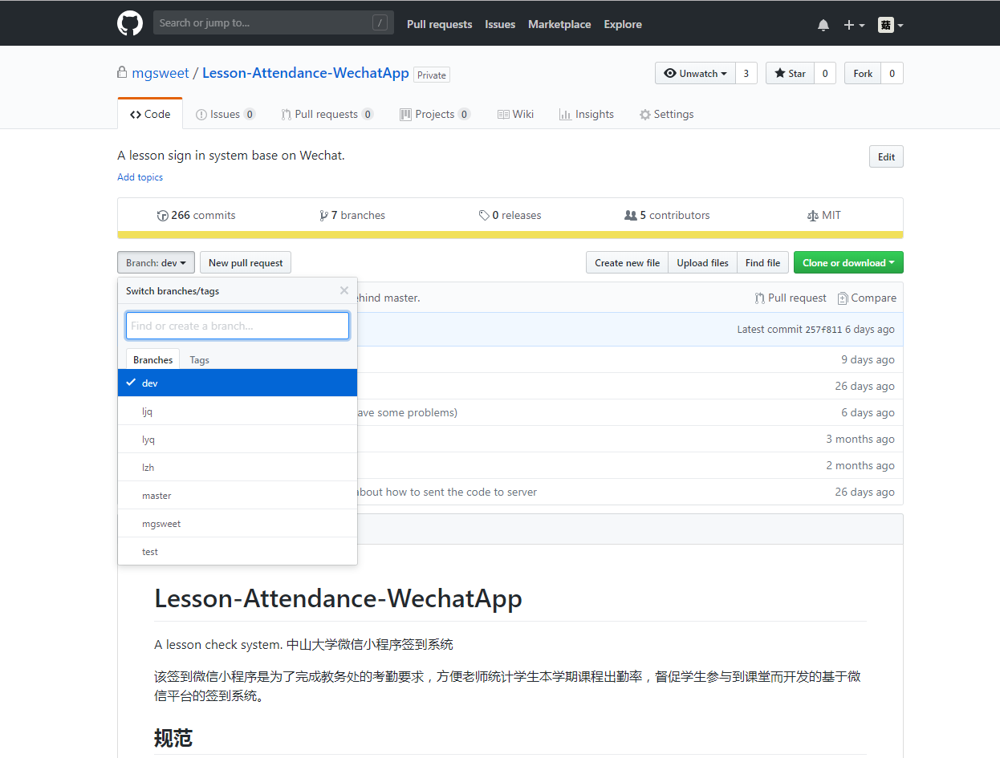 Search or jump to... / Pull requests Issues Marketplace Explore 菇
mgsweet / Lesson-Attendance-WechatApp Private Unwatch 3 Star 0 Fork 0
Code Issues 0 Pull requests 0 Projects 0 Wiki Insights Settings
A lesson sign in system base on Wechat. Edit
Add topics
266 commits 7 branches 0 releases 5 contributors MIT
Branch: dev New pull request Create new file Upload files Find file Clone or download
Switch branches/tags ehind master. Pull request Compare
Find or create a branch... Latest commit 257f811 6 days ago
Branches Tags 9 days ago
dev 26 days ago
ljq ave some problems) 6 days ago
lyq 3 months ago
lzh 2 months ago
master about how to sent the code to server 26 days ago
mgsweet
test
Lesson-Attendance-WechatApp
A lesson check system. 中山大学微信小程序签到系统
该签到微信小程序是为了完成教务处的考勤要求，方便老师统计学生本学期课程出勤率，督促学生参与到课堂而开发的基于微
信平台的签到系统。
规范